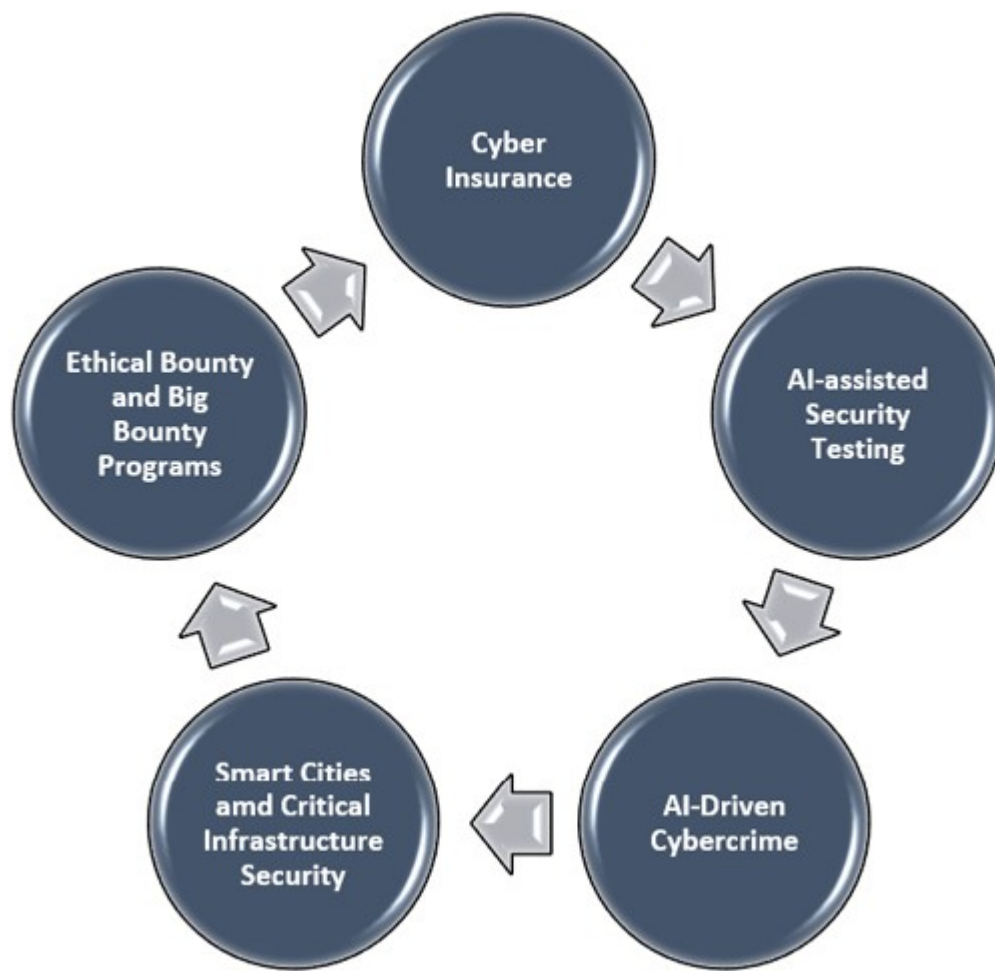 Cyber
Insurance
AI-assisted
Security
Testing
AI-Driven
Cybercrime
Smart Cities
amd Critical
Infrastructure
Security
Ethical Bounty
and Big
Bounty
Programs